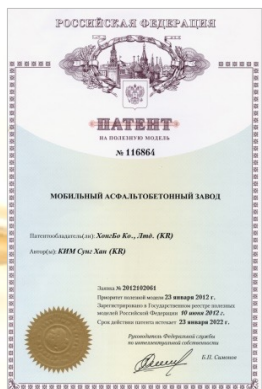 РОССИЙСКАЯ ФЕДЕРАЦИЯ
ПАТЕНТ
НА ПОЛЕЗНУЮ МОДЕЛЬ
№ 116864
МОБИЛЬНЫЙ АСФАЛЬТОБЕТОННЫЙ ЗАВОД
Патентообладатель(ли): ХонгБо Ко., Лтд. (KR)
Автор(ы): КИМ Сунг Хан (KR)
Заявка № 2012102061
Приоритет полезной модели 23 января 2012 г.
Зарегистрировано в Государственном реестре полезных
моделей Российской Федерации 10 июня 2012 г.
Срок действия патента истекает 23 января 2022 г.
Руководитель Федеральной службы
по интеллектуальной собственности
Б.П. Симонов